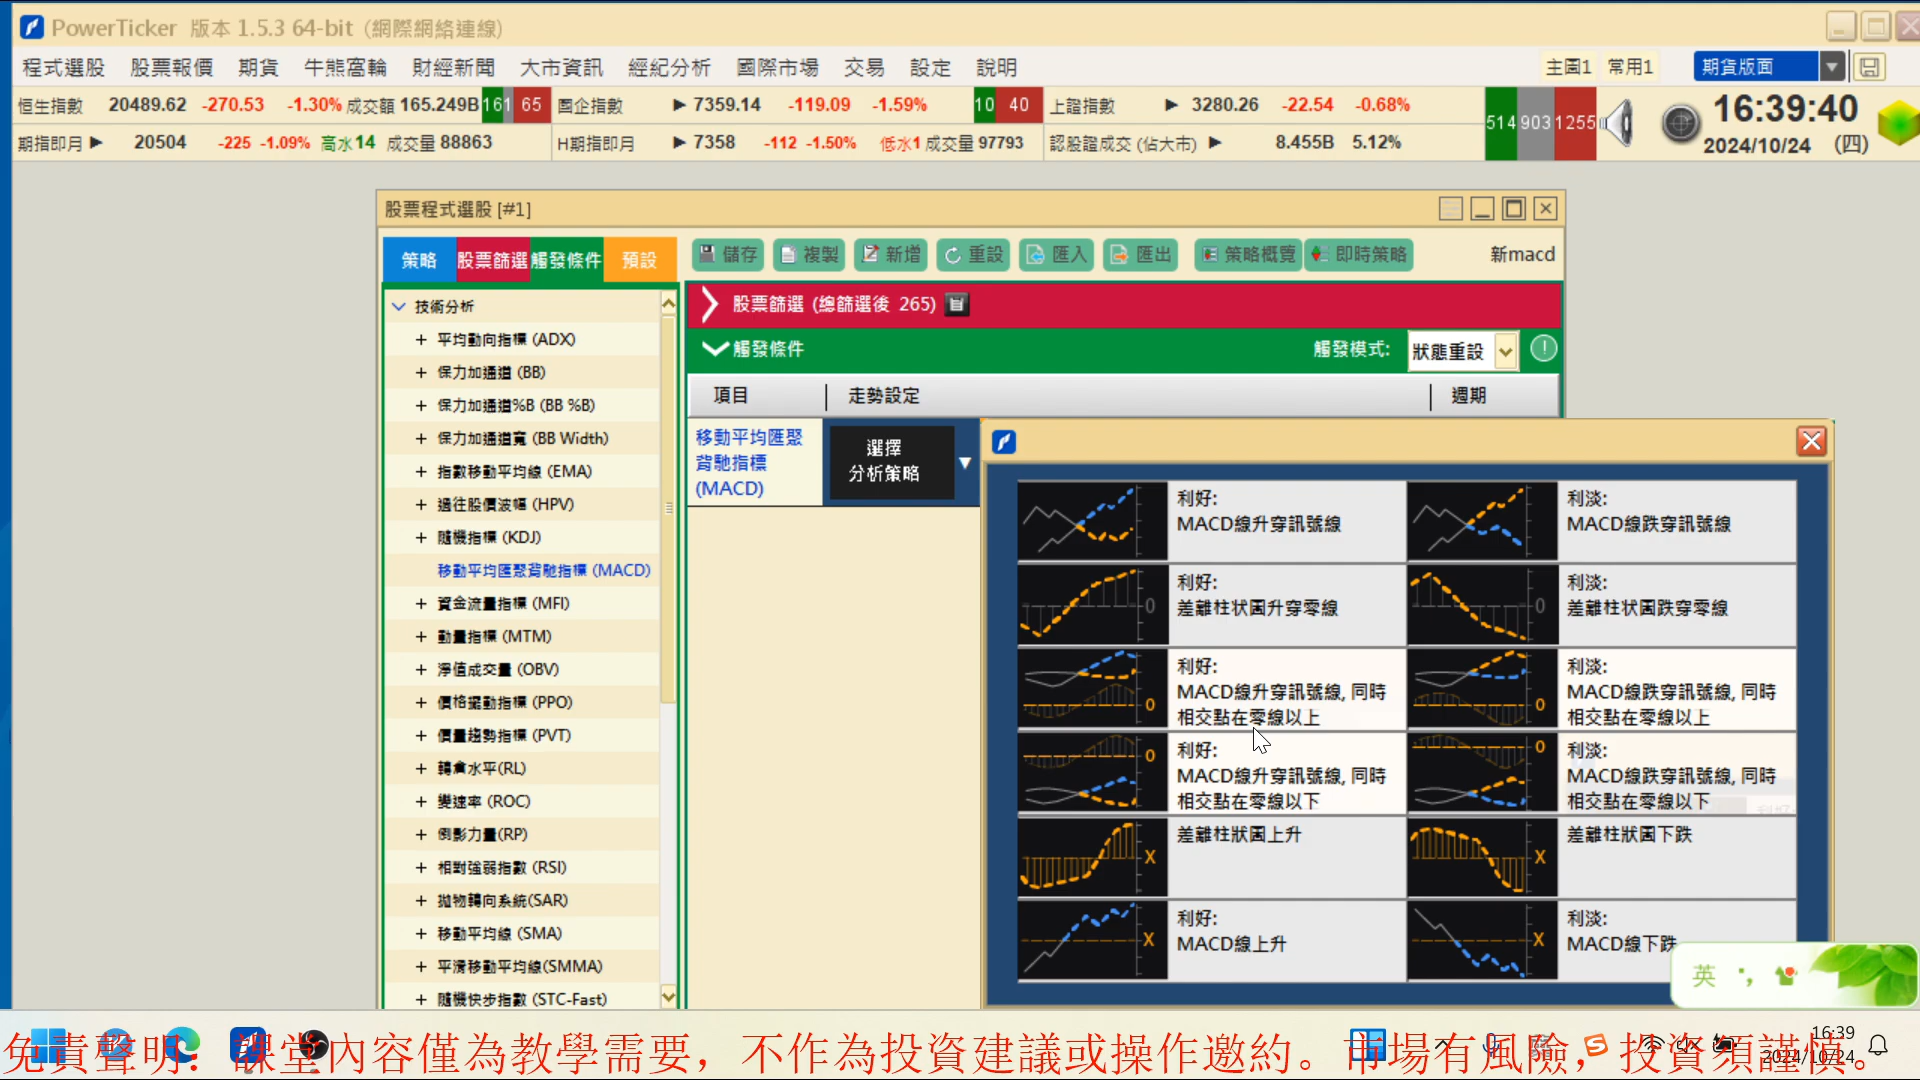 PowerTicker 版本 1.5.3 64-bit (網際網絡連線)
程式選股 股票報價 期貨 牛熊窩輪 財經新聞 大市資訊 經紀分析 國際市場 交易 設定 說明 主圖1 常用1 期貨版面
恒生指數 20489.62 -270.53 -1.30% 成交額 165.249B 161 65 國企指數 ▶ 7359.14 -119.09 -1.59% 10 40 上證指數 ▶ 3280.26 -22.54 -0.68%
514 903 1255 16:39:40
期指即月 ▶ 20504 -225 -1.09% 高水14 成交量 88863 H期指即月 ▶ 7358 -112 -1.50% 低水1 成交量 97793 認股證成交 (佔大市) ▶ 8.455B 5.12%
2024/10/24 (四)
股票程式選股 [#1]
策略 股票篩選 觸發條件 預設 儲存 複製 新增 重設 匯入 匯出 策略概覽 即時策略 新macd
技術分析
+ 平均動向指標 (ADX)
+ 保力加通道 (BB)
+ 保力加通道%B (BB %B)
+ 保力加通道寬 (BB Width)
+ 指數移動平均線 (EMA)
+ 過往股價波幅 (HPV)
+ 隨機指標 (KDJ)
移動平均匯聚背馳指標 (MACD)
+ 資金流量指標 (MFI)
+ 動量指標 (MTM)
+ 淨值成交量 (OBV)
+ 價格擺動指標 (PPO)
+ 價量趨勢指標 (PVT)
+ 轉角水平(RL)
+ 變速率 (ROC)
+ 倒影力量(RP)
+ 相對強弱指數 (RSI)
+ 拋物轉向系統(SAR)
+ 移動平均線 (SMA)
+ 平滑移動平均線(SMMA)
+ 隨機快步指數 (STC-Fast)
股票篩選 (總篩選後 265)
觸發條件 觸發模式: 狀態重設
項目 走勢設定 週期
移動平均匯聚
背馳指標
(MACD)
選擇
分析策略
利好:
MACD線升穿訊號線
利淡:
MACD線跌穿訊號線
0 利好:
差離柱状圖升穿零線
0 利淡:
差離柱状圖跌穿零線
0 利好:
MACD線升穿訊號線, 同時
相交點在零線以上
0 利淡:
MACD線跌穿訊號線, 同時
相交點在零線以上
0 利好:
MACD線升穿訊號線, 同時
相交點在零線以下
0 利淡:
MACD線跌穿訊號線, 同時
相交點在零線以下
X 差離柱狀圖上升
X 差離柱狀圖下跌
X 利好:
MACD線上升
X 利淡:
MACD線下跌
英
16:39
2024/10/24
免責聲明：課堂內容僅為教學需要，不作為投資建議或操作邀約。市場有風險，投資須謹慎。